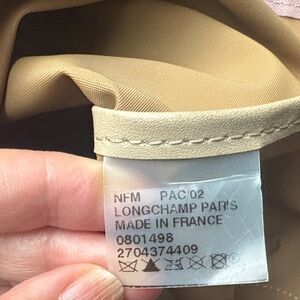 NFM PAC/02
LONGCHAMP PARIS
MADE IN FRANCE
0801498
2704374409